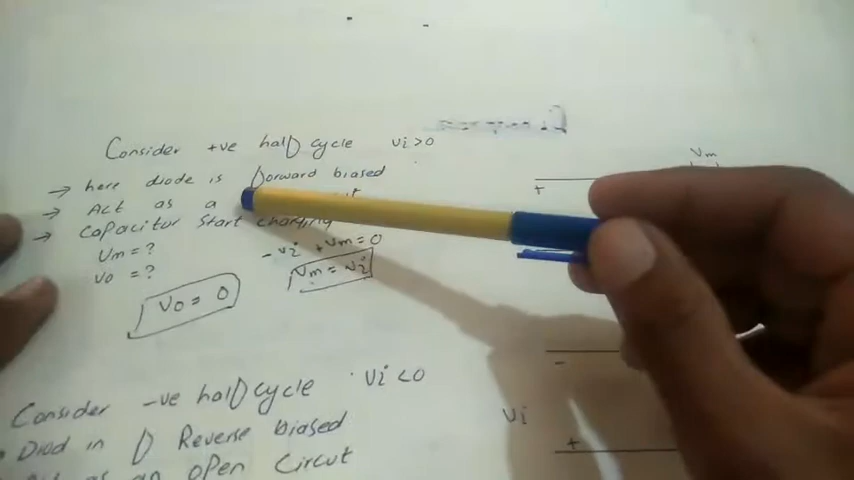 Consider +ve half cycle Vi>0
→ here diode is forward biased
→ Act as a
→ Capacitor start charging
Vm=?
-Vi +Vm=0
Vo =?
Vm = Vi
Vo = 0
Vm
+
-
Consider -ve half cycle Vi <0
• Diod in D Reverse biased
as an open Circut
Vi
+